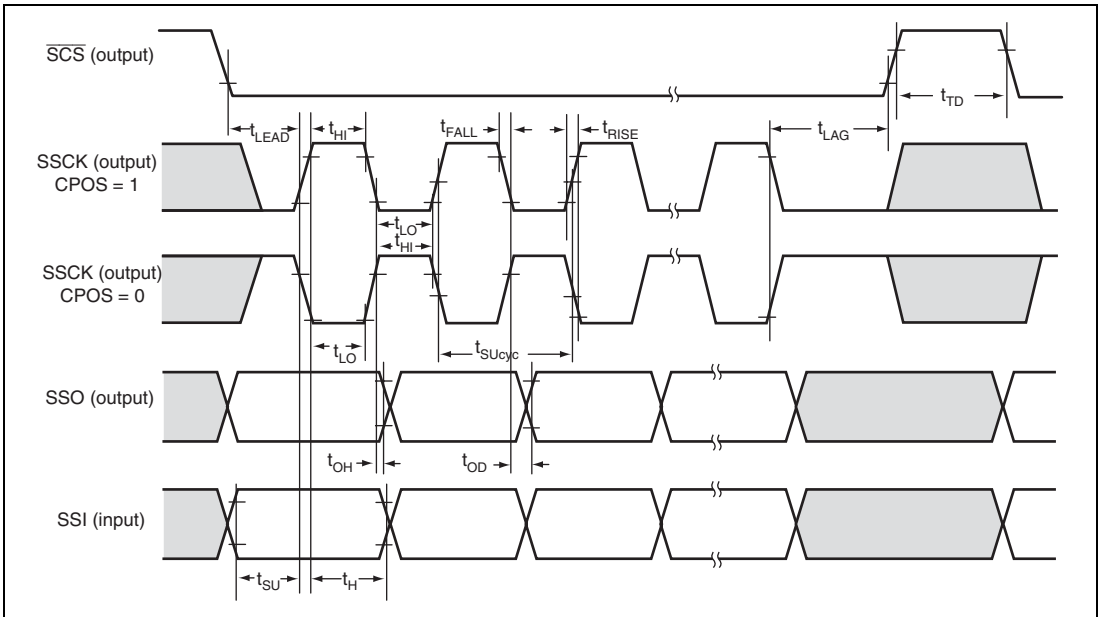 SCS (output)
tTD
tLEAD
tHI
tFALL
tRISE
tLAG
SSCK (output)
CPOS = 1
tLO
tHI
SSCK (output)
CPOS = 0
tLO
tSUcyc
SSO (output)
tOH
tOD
SSI (input)
tSU
tH